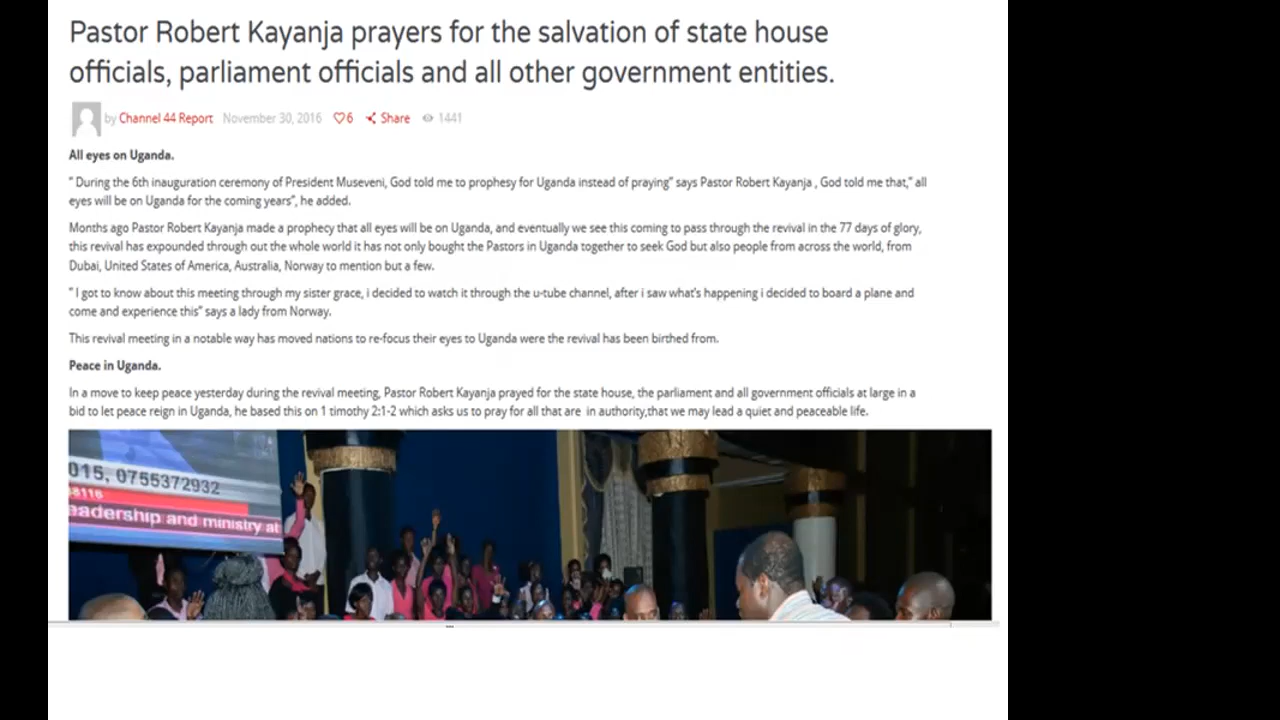 Pastor Robert Kayanja prayers for the salvation of state house
officials, parliament officials and all other government entities.
by Channel 44 Report November 30, 2016 6 Share 1441
All eyes on Uganda.
" During the 6th inauguration ceremony of President Museveni, God told me to prophesy for Uganda instead of praying" says Pastor Robert Kayanja , God told me that," all
eyes will be on Uganda for the coming years", he added.
Months ago Pastor Robert Kayanja made a prophecy that all eyes will be on Uganda, and eventually we see this coming to pass through the revival in the 77 days of glory,
this revival has expounded through out the whole world it has not only bought the Pastors in Uganda together to seek God but also people from across the world, from
Dubai, United States of America, Australia, Norway to mention but a few.
" I got to know about this meeting through my sister grace, i decided to watch it through the u-tube channel, after i saw what's happening i decided to board a plane and
come and experience this" says a lady from Norway.
This revival meeting in a notable way has moved nations to re-focus their eyes to Uganda were the revival has been birthed from.
Peace in Uganda.
In a move to keep peace yesterday during the revival meeting, Pastor Robert Kayanja prayed for the state house, the parliament and all government officials at large in a
bid to let peace reign in Uganda, he based this on 1 timothy 2:1-2 which asks us to pray for all that are in authority,that we may lead a quiet and peaceable life.
015, 0755372932
8116
eadership and ministry at